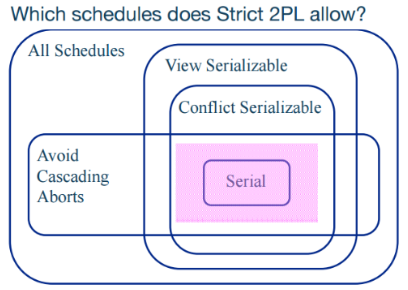 Which schedules does Strict 2PL allow?
All Schedules
View Serializable
Conflict Serializable
Avoid
Cascading
Aborts
Serial